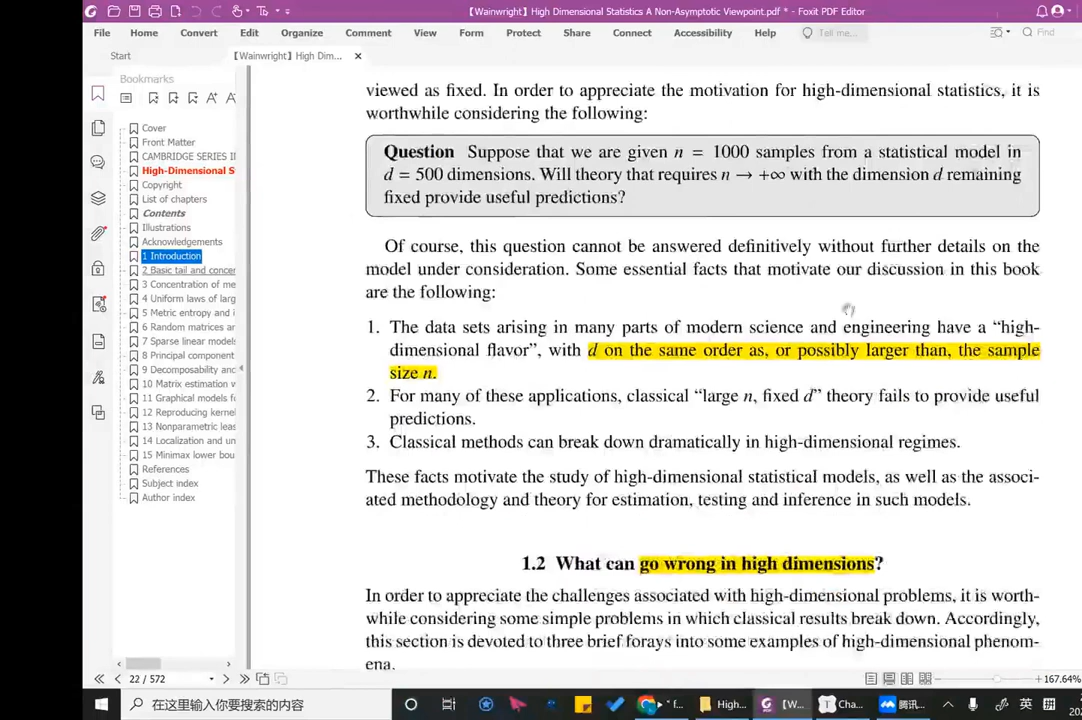 【Wainwright】High Dimensional Statistics A Non-Asymptotic Viewpoint.pdf * - Foxit PDF Editor
File Home Convert Edit Organize Comment View Form Protect Share Connect Accessibility Help Tell me... Find
Start 【Wainwright】High Dim...
Bookmarks
Cover
Front Matter
CAMBRIDGE SERIES I
High-Dimensional S
Copyright
List of chapters
Contents
Illustrations
Acknowledgements
1 Introduction
2 Basic tail and concer
3 Concentration of me
4 Uniform laws of larg
5 Metric entropy and i
6 Random matrices ar
7 Sparse linear models
8 Principal component
9 Decomposability and
10 Matrix estimation w
11 Graphical models fo
12 Reproducing kernel
13 Nonparametric leas
14 Localization and un
15 Minimax lower bou
References
Subject index
Author index
viewed as fixed. In order to appreciate the motivation for high-dimensional statistics, it is
worthwhile considering the following:
Question Suppose that we are given n = 1000 samples from a statistical model in
d = 500 dimensions. Will theory that requires n → +∞ with the dimension d remaining
fixed provide useful predictions?
Of course, this question cannot be answered definitively without further details on the
model under consideration. Some essential facts that motivate our discussion in this book
are the following:
1. The data sets arising in many parts of modern science and engineering have a “high-
dimensional flavor”, with d on the same order as, or possibly larger than, the sample
size n.
2. For many of these applications, classical “large n, fixed d” theory fails to provide useful
predictions.
3. Classical methods can break down dramatically in high-dimensional regimes.
These facts motivate the study of high-dimensional statistical models, as well as the associ-
ated methodology and theory for estimation, testing and inference in such models.
1.2 What can go wrong in high dimensions?
In order to appreciate the challenges associated with high-dimensional problems, it is worth-
while considering some simple problems in which classical results break down. Accordingly,
this section is devoted to three brief forays into some examples of high-dimensional phenom-
ena.
22 / 572
167.64%
在这里输入你要搜索的内容
High... 【W... Cha... 腾讯... 英